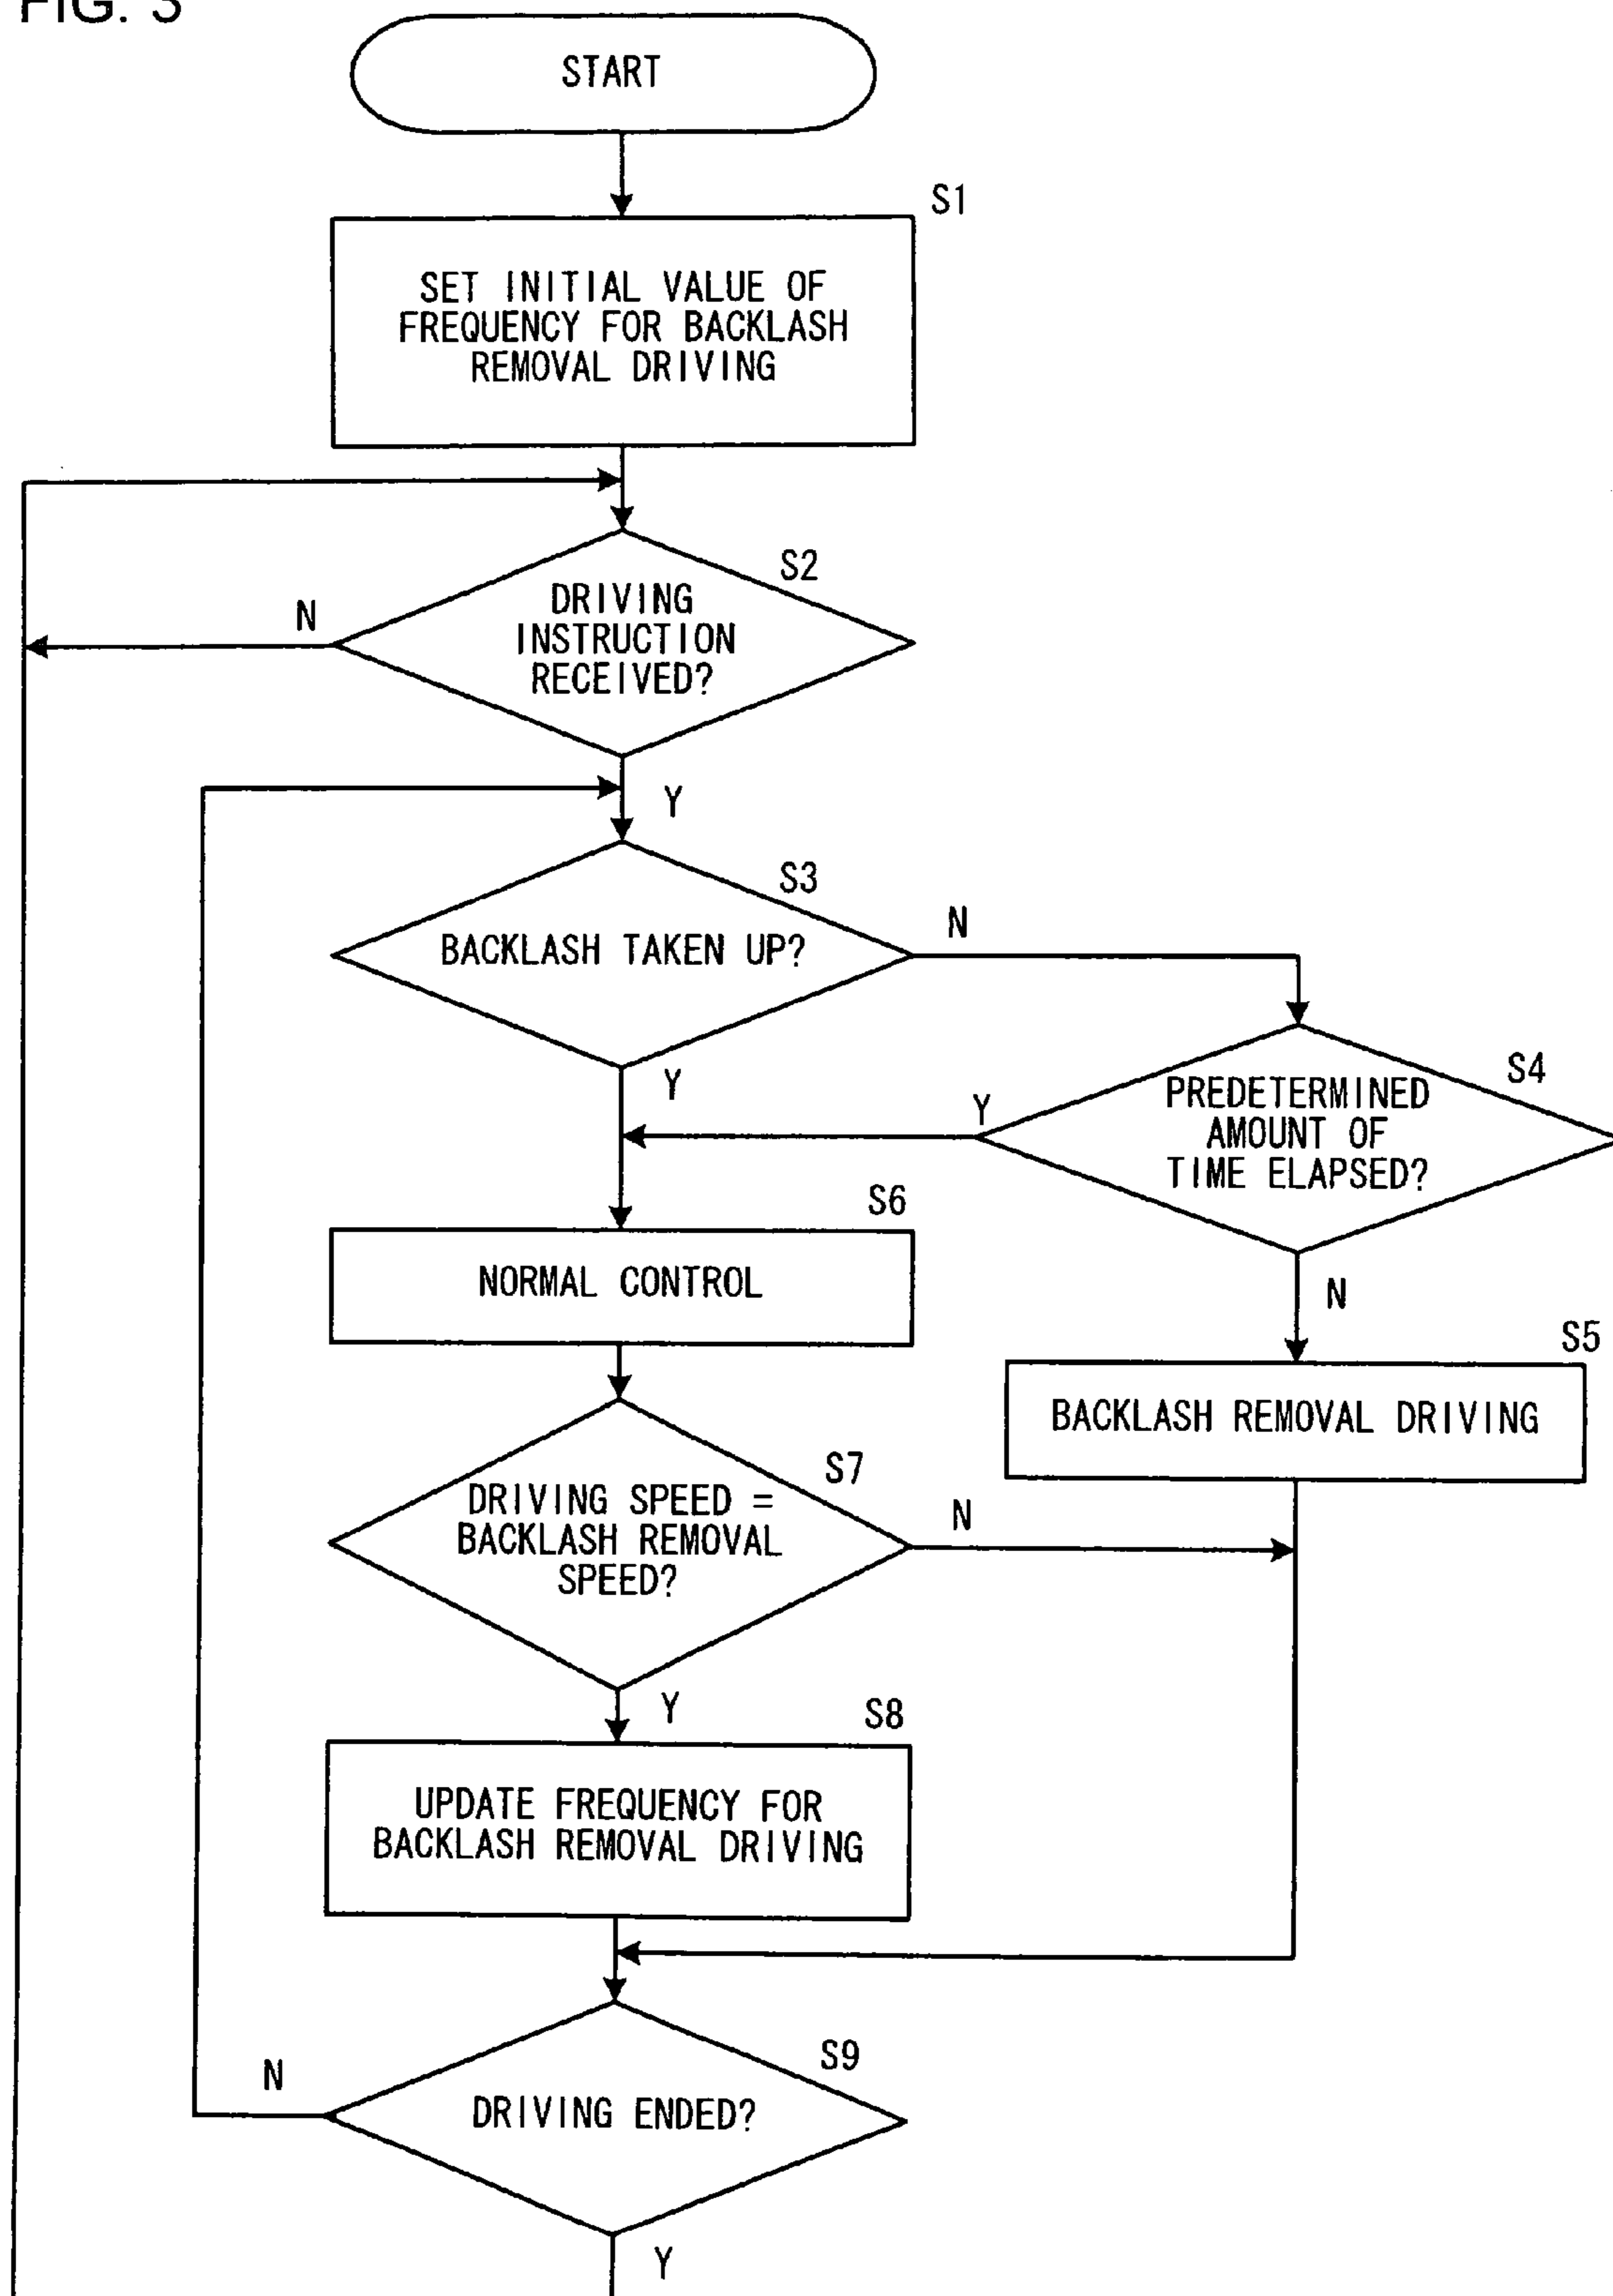 FIG. 3
START
S1
SET INITIAL VALUE OF
FREQUENCY FOR BACKLASH
REMOVAL DRIVING
S2
N
DRIVING
INSTRUCTION
RECEIVED?
Y
S3
BACKLASH TAKEN UP?
N
Y
S4
Y
PREDETERMINED
AMOUNT OF
TIME ELAPSED?
N
S6
NORMAL CONTROL
S5
BACKLASH REMOVAL DRIVING
S7
DRIVING SPEED =
BACKLASH REMOVAL
SPEED?
N
Y
S8
UPDATE FREQUENCY FOR
BACKLASH REMOVAL DRIVING
S9
N
DRIVING ENDED?
Y